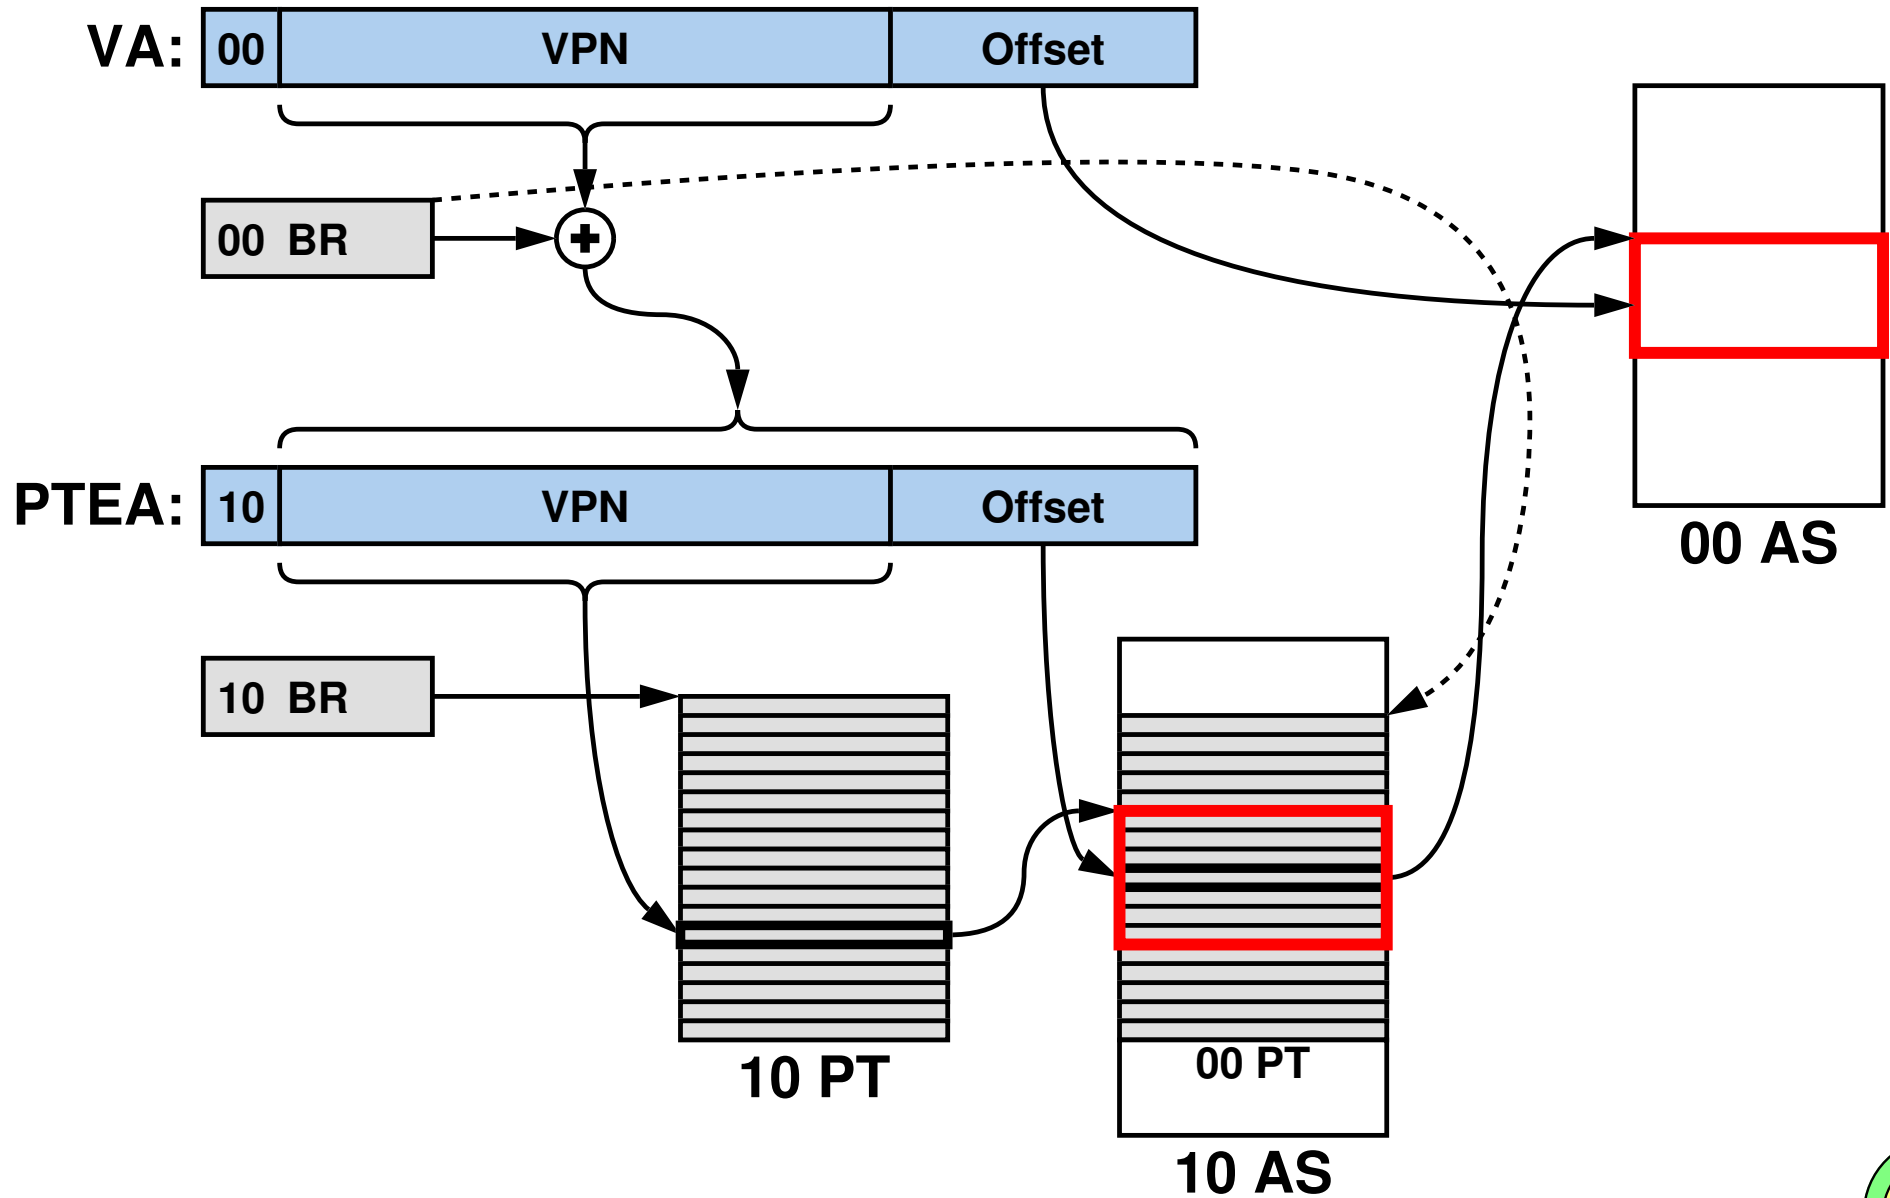 VA: 00 VPN Offset
00 BR
PTEA: 10 VPN Offset
00 AS
10 BR
00 PT
10 PT
10 AS